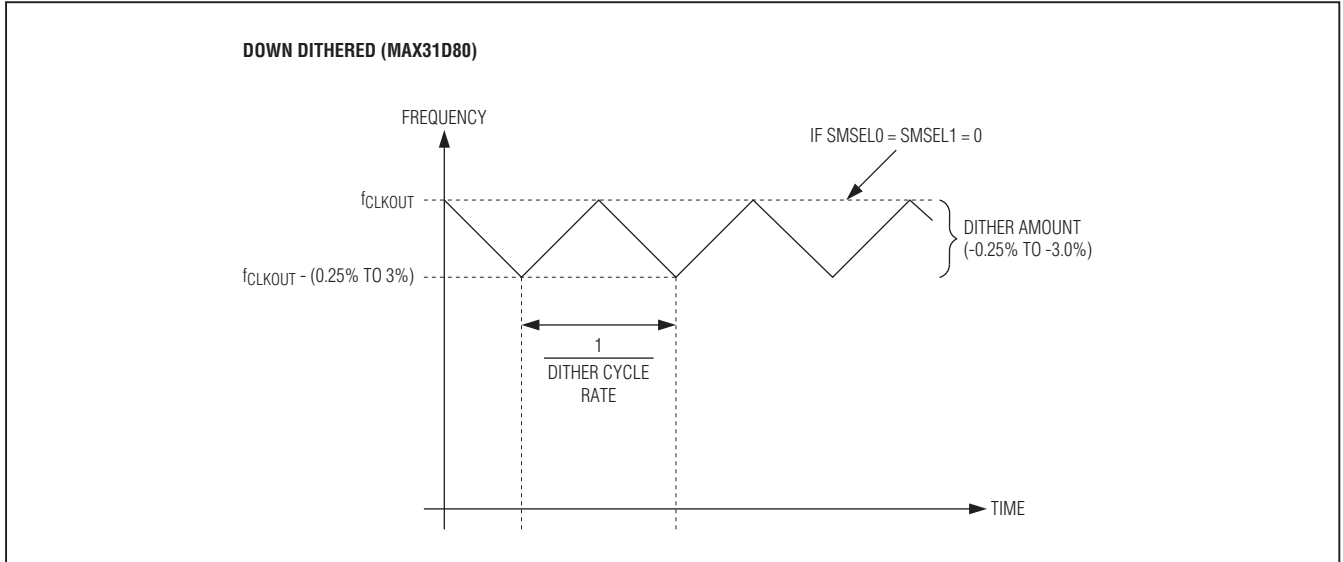 DOWN DITHERED (MAX31D80)
FREQUENCY
IF SMSEL0 = SMSEL1 = 0
fCLKOUT
DITHER AMOUNT
(-0.25% TO -3.0%)
fCLKOUT - (0.25% TO 3%)
1
DITHER CYCLE
RATE
TIME